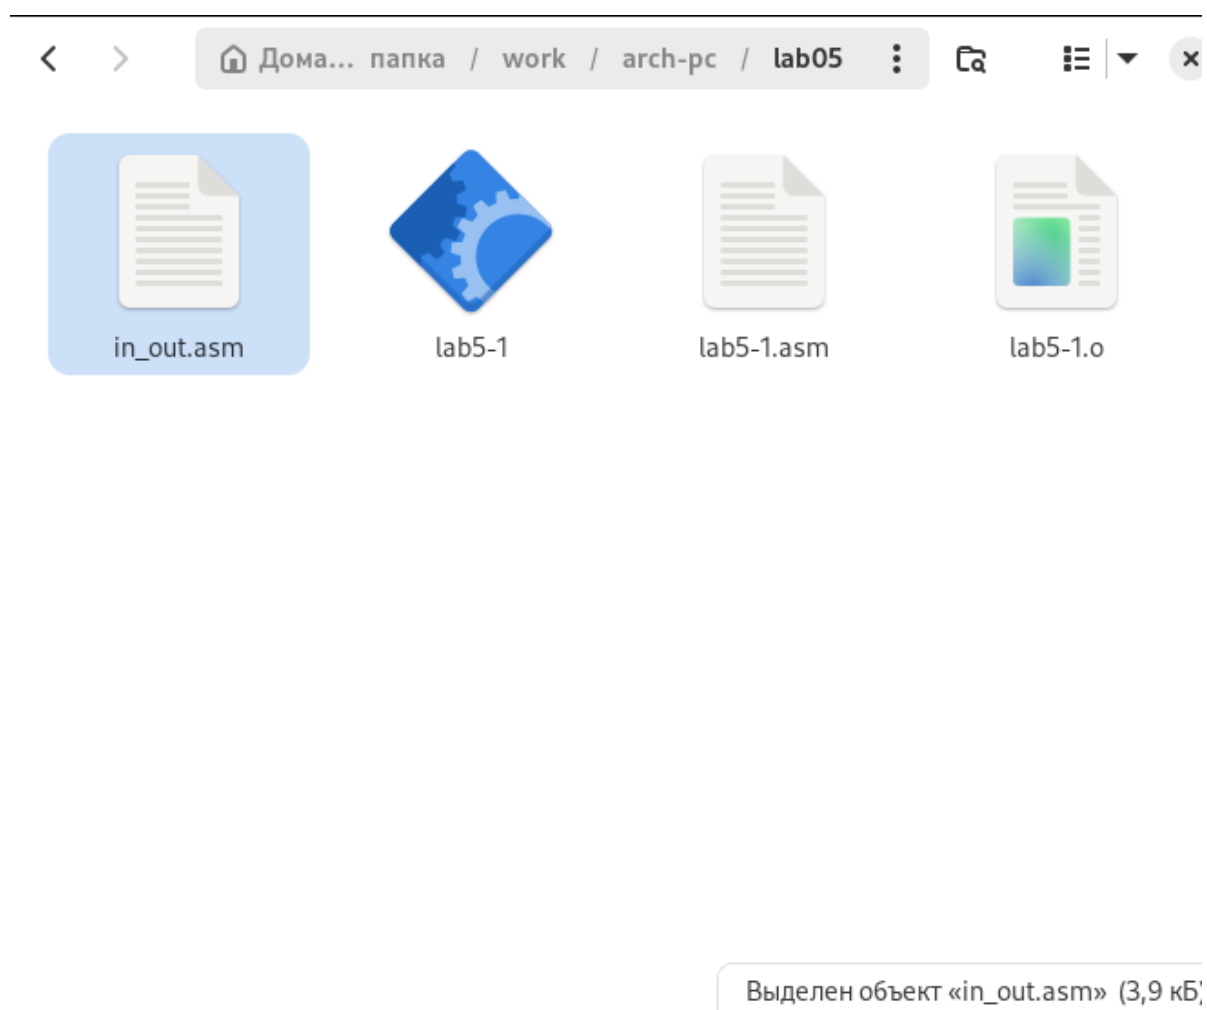 Дома... папка / work / arch-pc / lab05
in_out.asm lab5-1 lab5-1.asm lab5-1.o
Выделен объект «in_out.asm» (3,9 кБ)